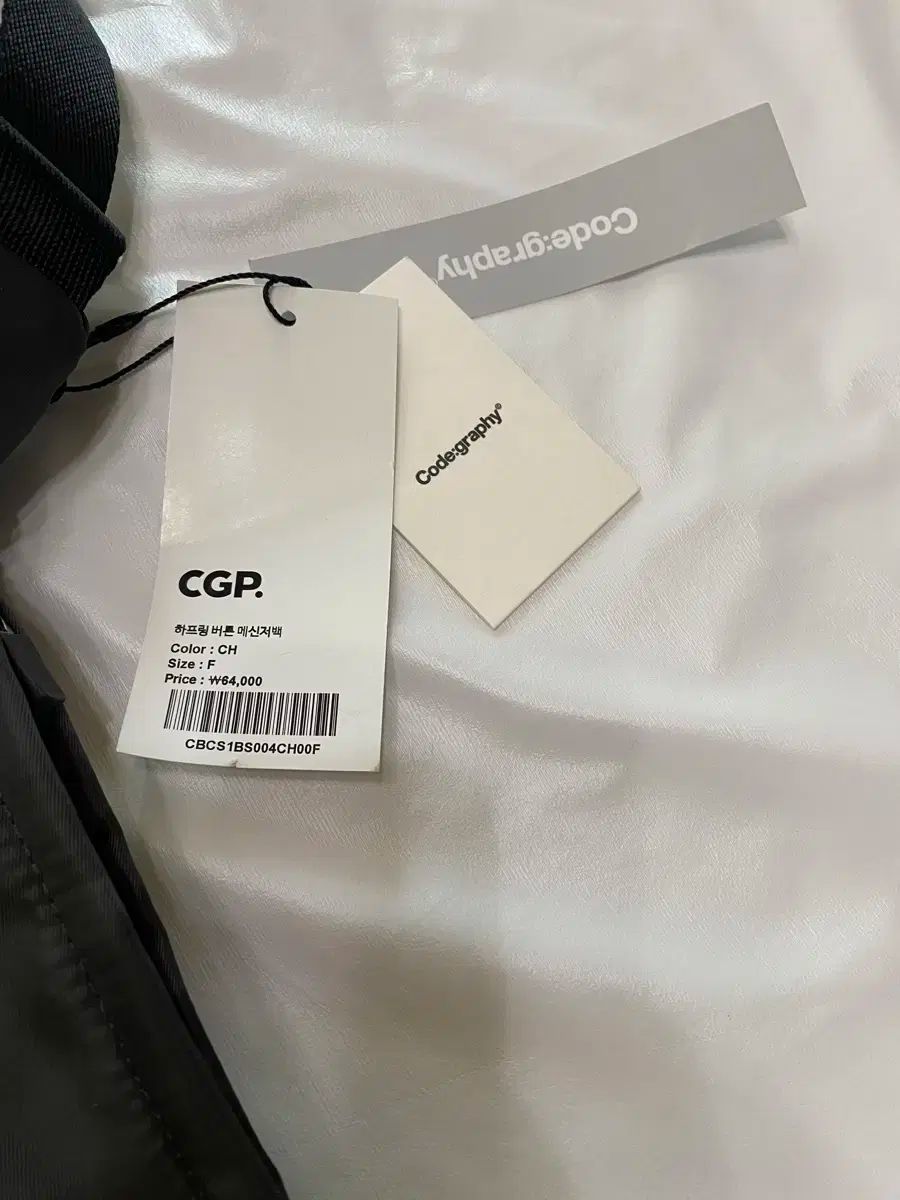 Code:graphy
Code:graphy®
CGP.
하프링 버튼 메신저백
Color : CH
Size : F
Price : ₩64,000
CBCS1BS004CH00F